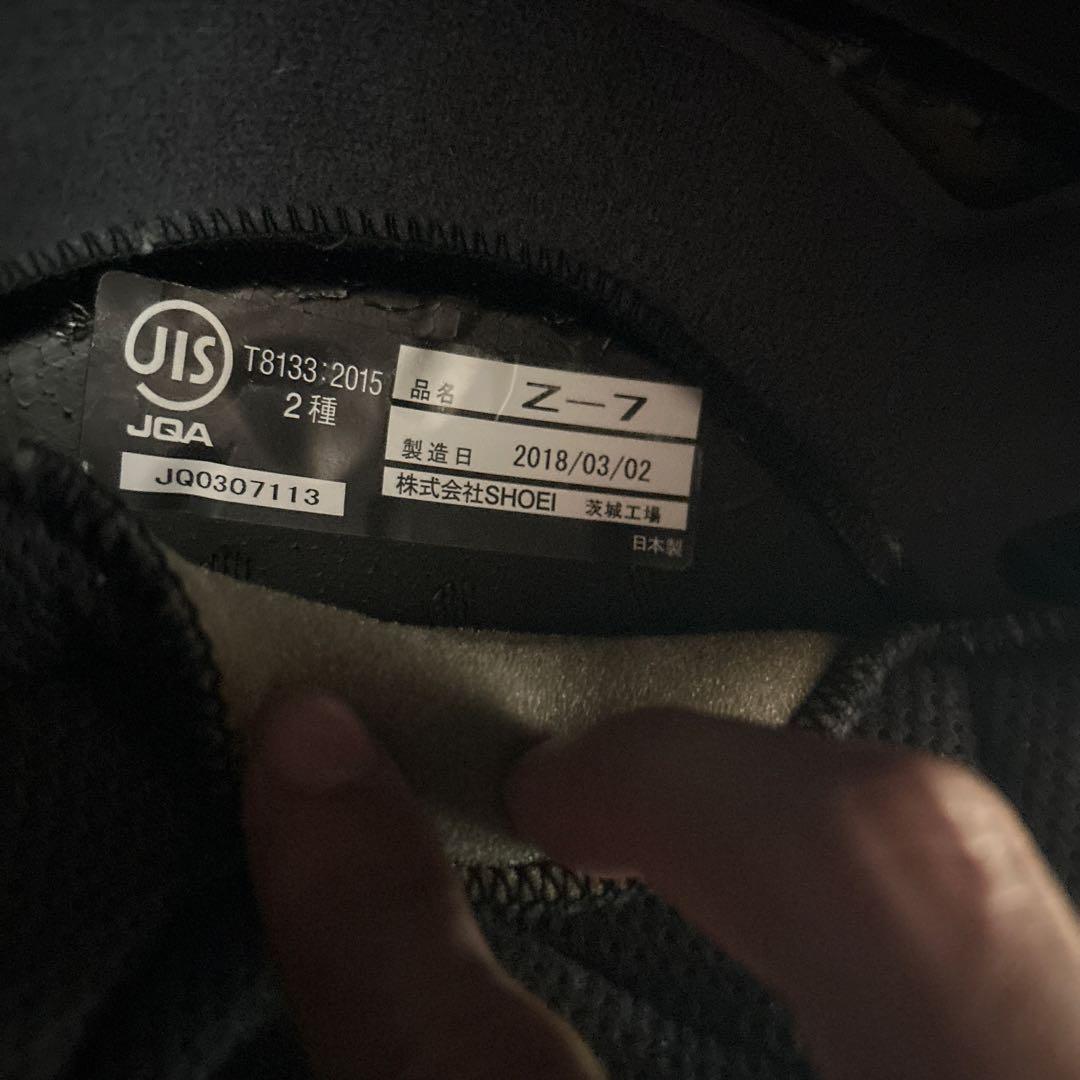 JIS
JQA
T8133:2015
2種
JQ0307113
品名 Z-7
製造日 2018/03/02
株式会社SHOEI 茨城工場
日本製